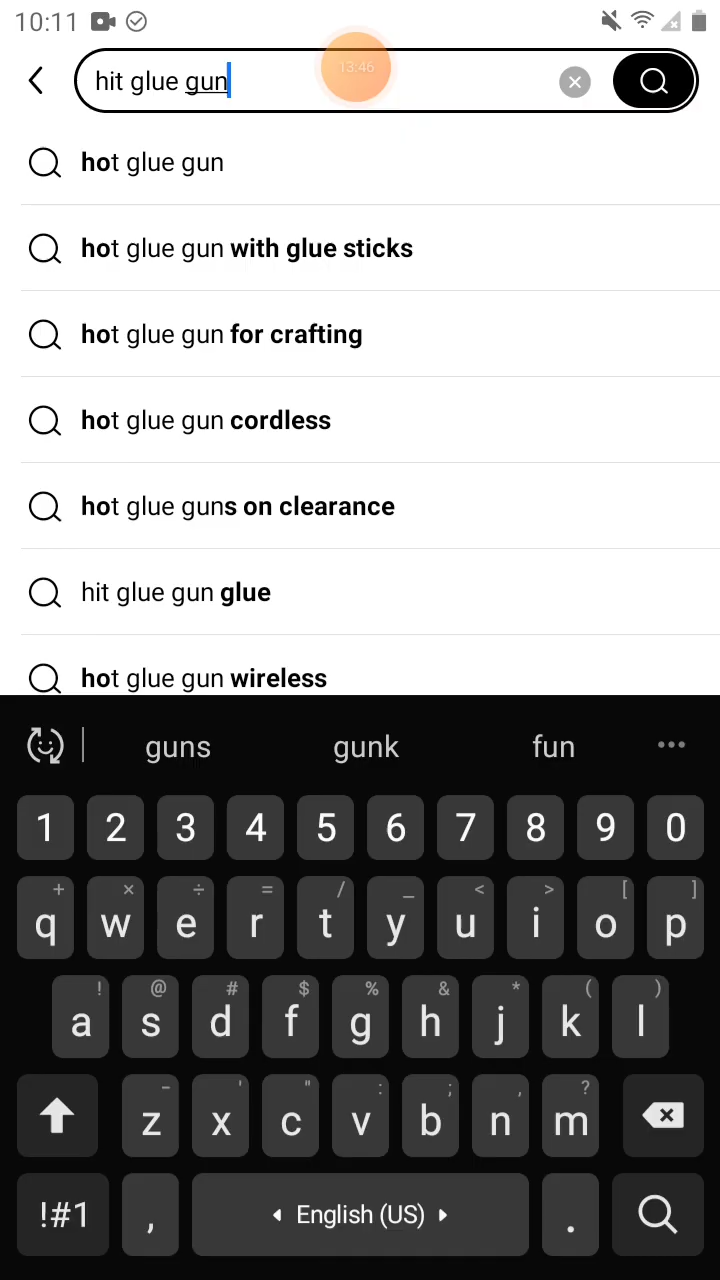 10:11
hit glue gun
13:46
hot glue gun
hot glue gun with glue sticks
hot glue gun for crafting
hot glue gun cordless
hot glue guns on clearance
hit glue gun glue
hot glue gun wireless
guns gunk fun
1 2 3 4 5 6 7 8 9 0
+ × ÷ = / _ < > [ ]
q w e r t y u i o p
! @ # $ % & * ( )
a s d f g h j k l
- ' " : ; , ?
z x c v b n m
!#1 , English (US) .